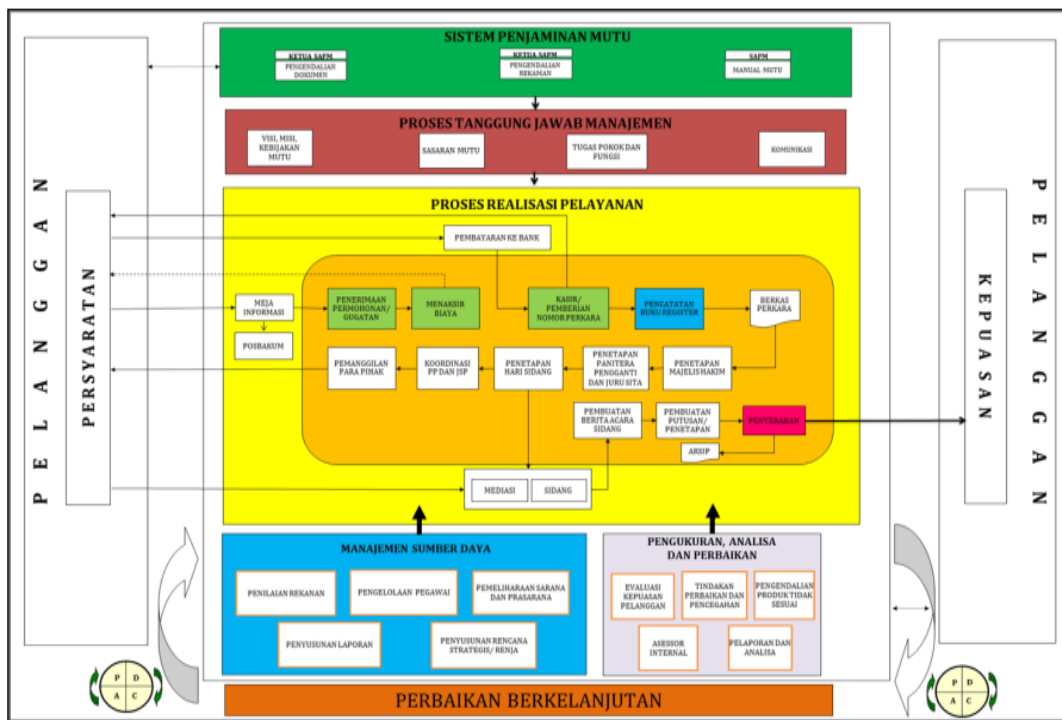 SISTEM PENJAMINAN MUTU
KETUA SAPM
PENGENDALIAN
DOKUMEN
KETUA SAPM
PENGENDALIAN
REKAMAN
SAPM
MANUAL MUTU
PROSES TANGGUNG JAWAB MANAJEMEN
VISI, MISI,
KEBIJAKAN
MUTU
SASARAN MUTU
TUGAS POKOK DAN
FUNGSI
KOMUNIKASI
PELANGGAN
PERSYARATAN
PROSES REALISASI PELAYANAN
PEMBAYARAN KE BANK
MEJA
INFORMASI
POSBAKUM
PENERIMAAN
PERMOHONAN/
GUGATAN
MENAKSIR
BIAYA
KASIR/
PEMBERIAN
NOMOR PERKARA
PENCATATAN
BUKU REGISTER
BERKAS
PERKARA
PEMANGGILAN
PARA PIHAK
KOORDINASI
PP DAN JSP
PENETAPAN
HARI SIDANG
PENETAPAN
PANITERA
PENGGANTI
DAN JURU SITA
PENETAPAN
MAJELIS HAKIM
PEMBUATAN
BERITA ACARA
SIDANG
PEMBUATAN
PUTUSAN/
PENETAPAN
PENYERAHAN
ARSIP
MEDIASI
SIDANG
KEPUASAN
PELANGGAN
MANAJEMEN SUMBER DAYA
PENILAIAN REKANAN
PENGELOLAAN PEGAWAI
PEMELIHARAAN SARANA
DAN PRASARANA
PENYUSUNAN LAPORAN
PENYUSUNAN RENCANA
STRATEGIS/ RENJA
PENGUKURAN, ANALISA
DAN PERBAIKAN
EVALUASI
KEPUASAN
PELANGGAN
TINDAKAN
PERBAIKAN DAN
PENCEGAHAN
PENGENDALIAN
PRODUK TIDAK
SESUAI
ASESSOR
INTERNAL
PELAPORAN DAN
ANALISA
P D
A C
P D
A C
PERBAIKAN BERKELANJUTAN